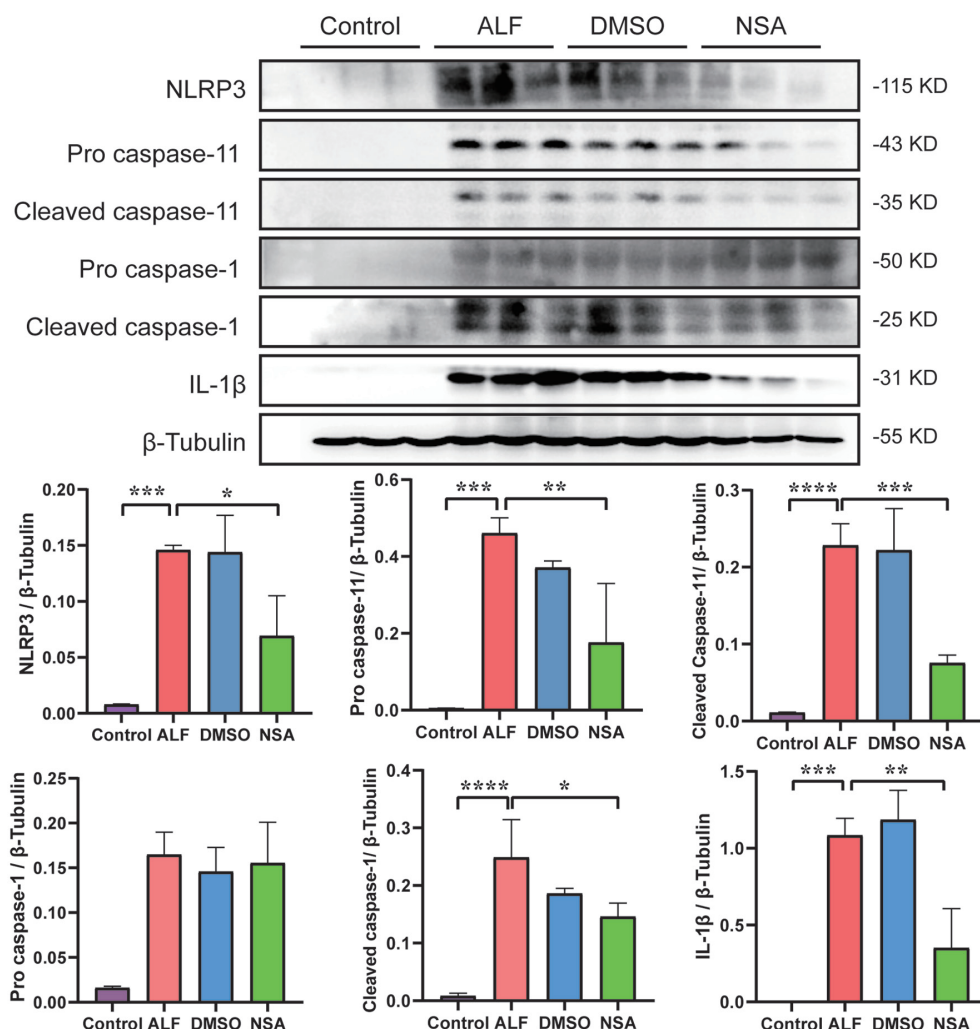 Control ALF DMSO NSA
NLRP3 -115 KD
Pro caspase-11 -43 KD
Cleaved caspase-11 -35 KD
Pro caspase-1 -50 KD
Cleaved caspase-1 -25 KD
IL-1β -31 KD
β-Tubulin -55 KD
NLRP3 / β-Tubulin
0.20
0.15
0.10
0.05
0.00
*** *
Control ALF DMSO NSA
Pro caspase-11/ β-Tubulin
0.6
0.4
0.2
0.0
*** **
Control ALF DMSO NSA
Cleaved Caspase-11/ β-Tubulin
0.3
0.2
0.1
0.0
**** ***
Control ALF DMSO NSA
Pro caspase-1 / β-Tubulin
0.25
0.20
0.15
0.10
0.05
0.00
Control ALF DMSO NSA
Cleaved caspase-1/ β-Tubulin
0.4
0.3
0.2
0.1
0.0
**** *
Control ALF DMSO NSA
IL-1β / β-Tubulin
1.5
1.0
0.5
0.0
*** **
Control ALF DMSO NSA